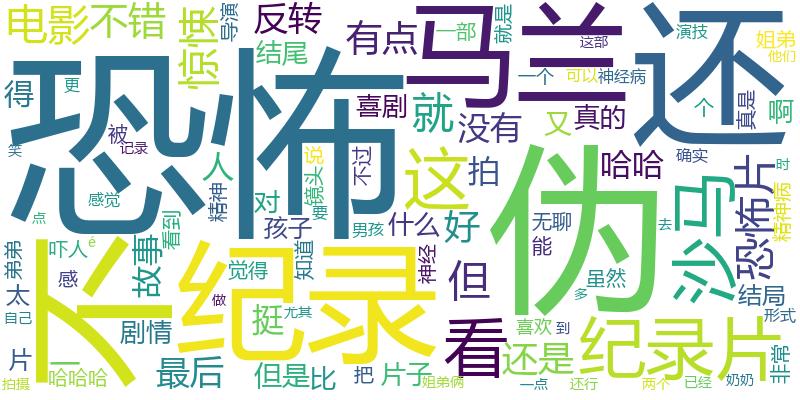 电影
不错
惊悚
导演
反转
结尾
有点
马兰
一部
就是
还
这部
演技
姐弟
他们
得
更
恐怖
喜剧
就
没有
一个
可以
神经病
又
真的
个
真是
哥
笑
被
记录
人
对
说
镜头
要
不过
这
拍
伪
哈哈
确实
沙马
恐怖片
精神病
时
感觉
精神
看到
点
不
吓人
é
弟弟
感
故事
纪录
孩子
男孩
什么
好
无聊
能
去
觉得
知道
神经
但
虽然
多
太
自己
剧情
挺
做
尤其
看
喜欢
到
还是
纪录片
结局
形式
非常
片
一
拍摄
哈哈哈
最后
但是
比
把
片子
姐弟俩
一点
还行
两个
已经
奶奶